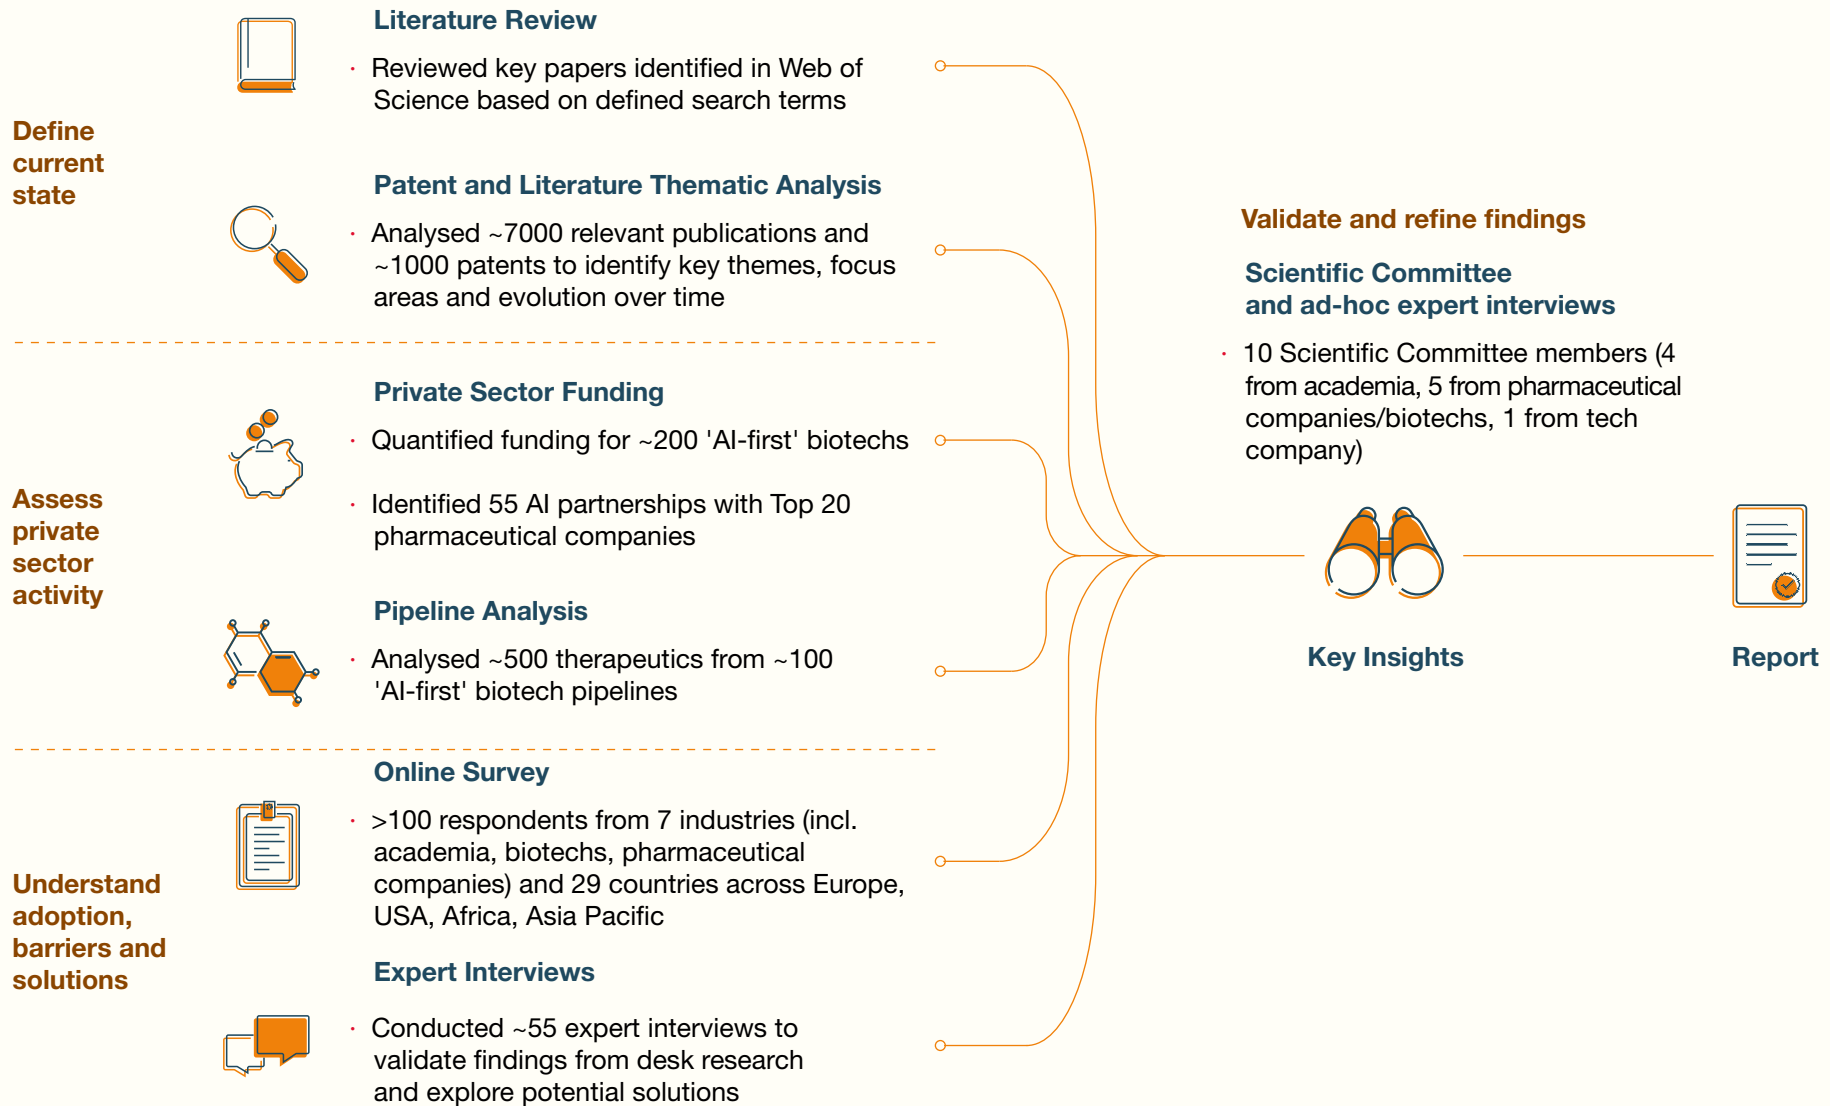 Define
current
state
Literature Review
· Reviewed key papers identified in Web of
Science based on defined search terms
Patent and Literature Thematic Analysis
· Analysed ~7000 relevant publications and
~1000 patents to identify key themes, focus
areas and evolution over time
Assess
private
sector
activity
Private Sector Funding
· Quantified funding for ~200 'AI-first' biotechs
· Identified 55 AI partnerships with Top 20
pharmaceutical companies
Pipeline Analysis
· Analysed ~500 therapeutics from ~100
'AI-first' biotech pipelines
Understand
adoption,
barriers and
solutions
Online Survey
· >100 respondents from 7 industries (incl.
academia, biotechs, pharmaceutical
companies) and 29 countries across Europe,
USA, Africa, Asia Pacific
Expert Interviews
· Conducted ~55 expert interviews to
validate findings from desk research
and explore potential solutions
Validate and refine findings
Scientific Committee
and ad-hoc expert interviews
· 10 Scientific Committee members (4
from academia, 5 from pharmaceutical
companies/biotechs, 1 from tech
company)
Key Insights
Report